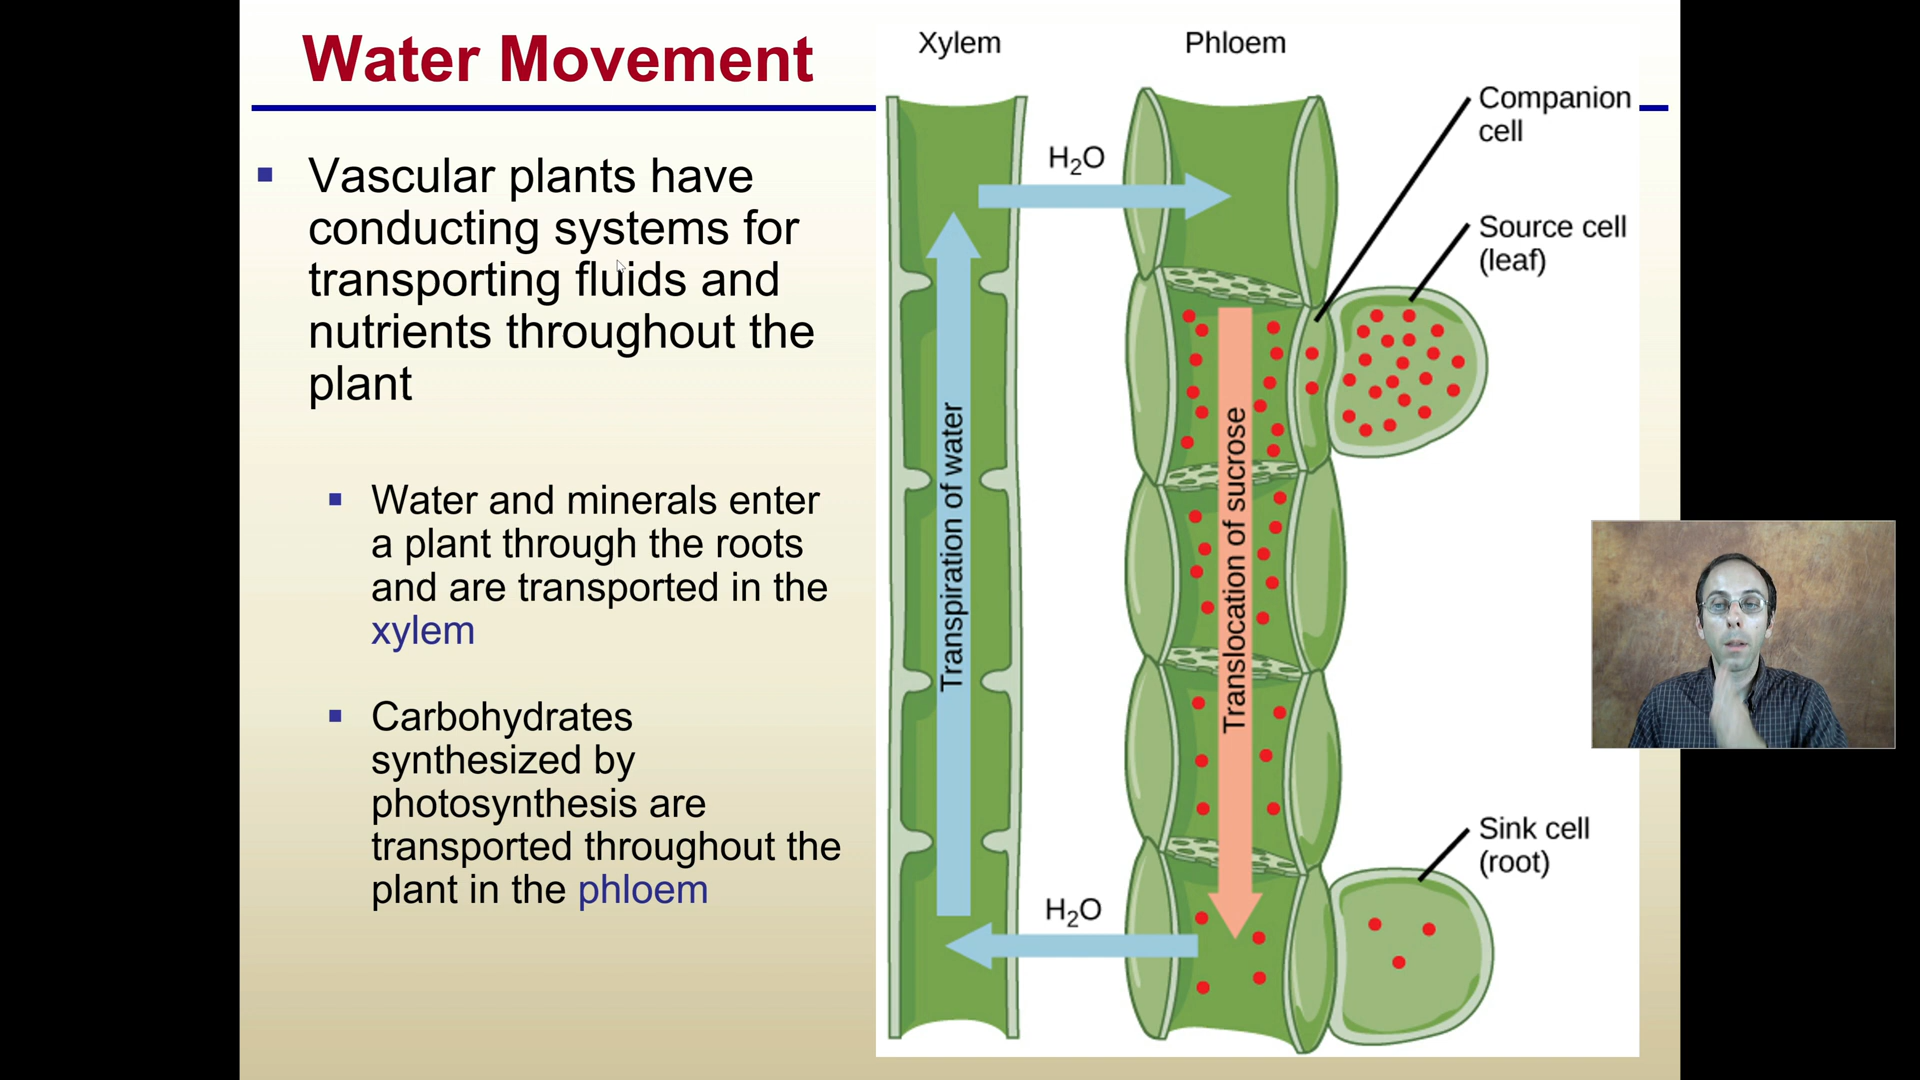 Water Movement
Vascular plants have
conducting systems for
transporting fluids and
nutrients throughout the
plant
Water and minerals enter
a plant through the roots
and are transported in the
xylem
Carbohydrates
synthesized by
photosynthesis are
transported throughout the
plant in the phloem
Xylem
Phloem
Companion
cell
H₂O
Source cell
(leaf)
Transpiration of water
Translocation of sucrose
Sink cell
(root)
H₂O